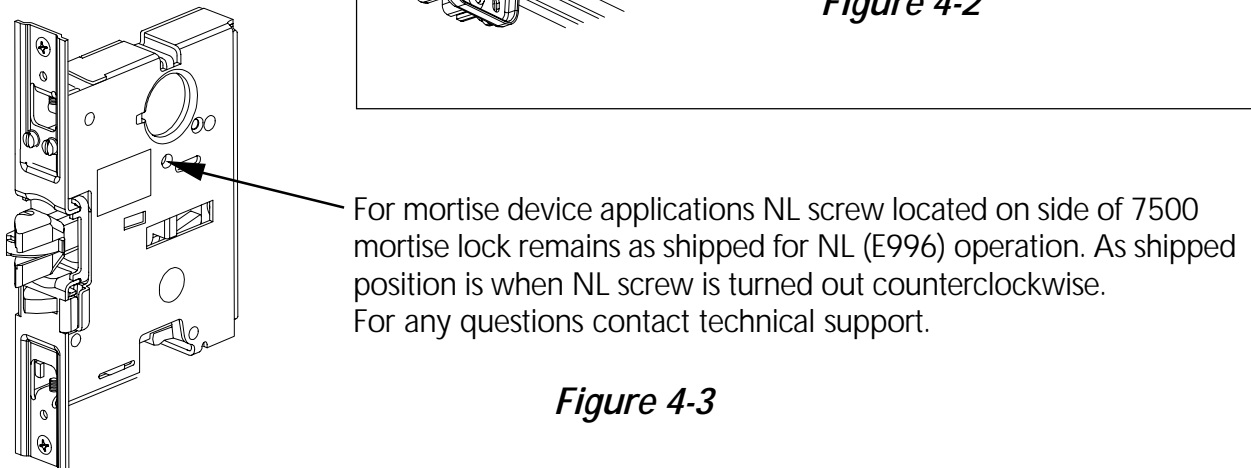 Figure 4-2
For mortise device applications NL screw located on side of 7500
mortise lock remains as shipped for NL (E996) operation. As shipped
position is when NL screw is turned out counterclockwise.
For any questions contact technical support.
Figure 4-3